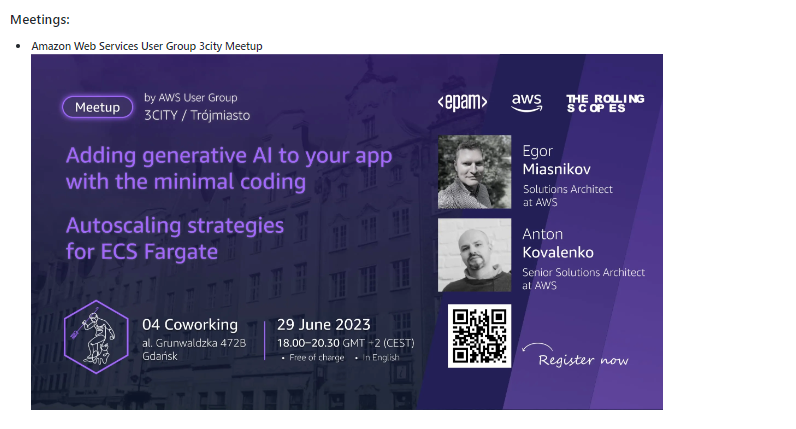 Meetings:
Amazon Web Services User Group 3city Meetup
Meetup
by AWS User Group
3CITY / Trójmiasto
<epam>
aws
THE ROLLING
SCOPES
Adding generative AI to your app
with the minimal coding
Autoscaling strategies
for ECS Fargate
Egor
Miasnikov
Solutions Architect
at AWS
Anton
Kovalenko
Senior Solutions Architect
at AWS
04 Coworking
al. Grunwaldzka 472B
Gdańsk
29 June 2023
18.00–20.30 GMT +2 (CEST)
• Free of charge • In English
Register now